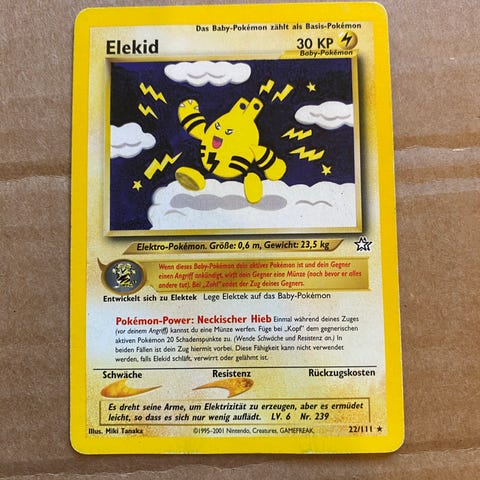 Das Baby-Pokémon zählt als Basis-Pokémon
Elekid
30 KP
Baby-Pokémon
Elektro-Pokémon. Größe: 0,6 m, Gewicht: 23,5 kg
Wenn dieses Baby-Pokémon dein aktives Pokémon ist und dein Gegner
einen Angriff ankündigt, wirft dein Gegner eine Münze (noch bevor er alles
andere tut). Bei „Zahl" endet der Zug deines Gegners.
Entwickelt sich zu Elektek Lege Elektek auf das Baby-Pokémon
Pokémon-Power: Neckischer Hieb Einmal während deines Zuges
(vor deinem Angriff) kannst du eine Münze werfen. Füge bei „Kopf" dem gegnerischen
aktiven Pokémon 20 Schadenspunkte zu. (Wende Schwäche und Resistenz an.) In
beiden Fällen ist dein Zug hiermit vorbei. Diese Fähigkeit kann nicht verwendet
werden, falls Elekid schläft, verwirrt oder gelähmt ist.
Schwäche Resistenz Rückzugskosten
Es dreht seine Arme, um Elektrizität zu erzeugen, aber es ermüdet
leicht, so dass es sich nur wenig auflädt. LV. 6 Nr. 239
Illus. Miki Tanaka ©1995-2001 Nintendo, Creatures, GAMEFREAK. 22/111 ★